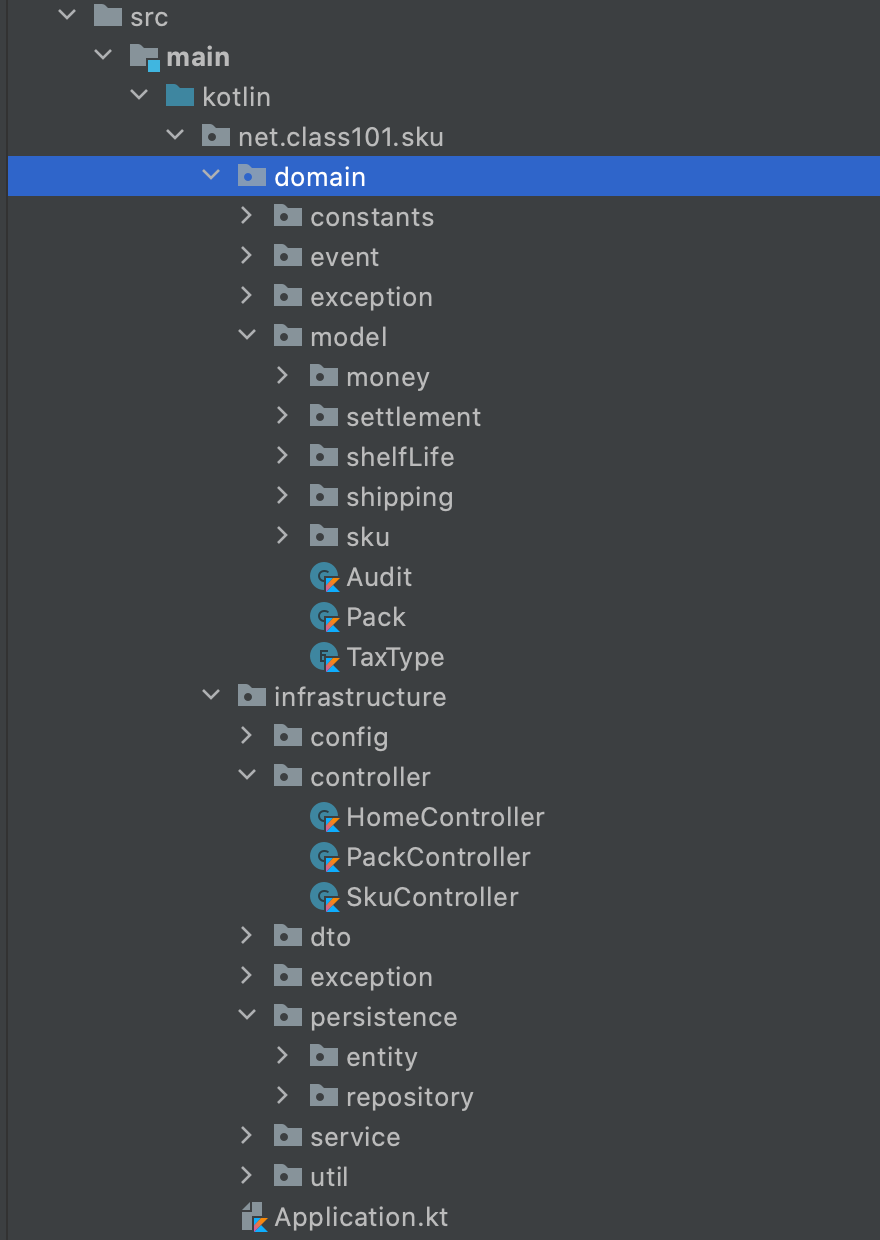 src
main
kotlin
net.class101.sku
domain
constants
event
exception
model
money
settlement
shelfLife
shipping
sku
Audit
Pack
TaxType
infrastructure
config
controller
HomeController
PackController
SkuController
dto
exception
persistence
entity
repository
service
util
Application.kt